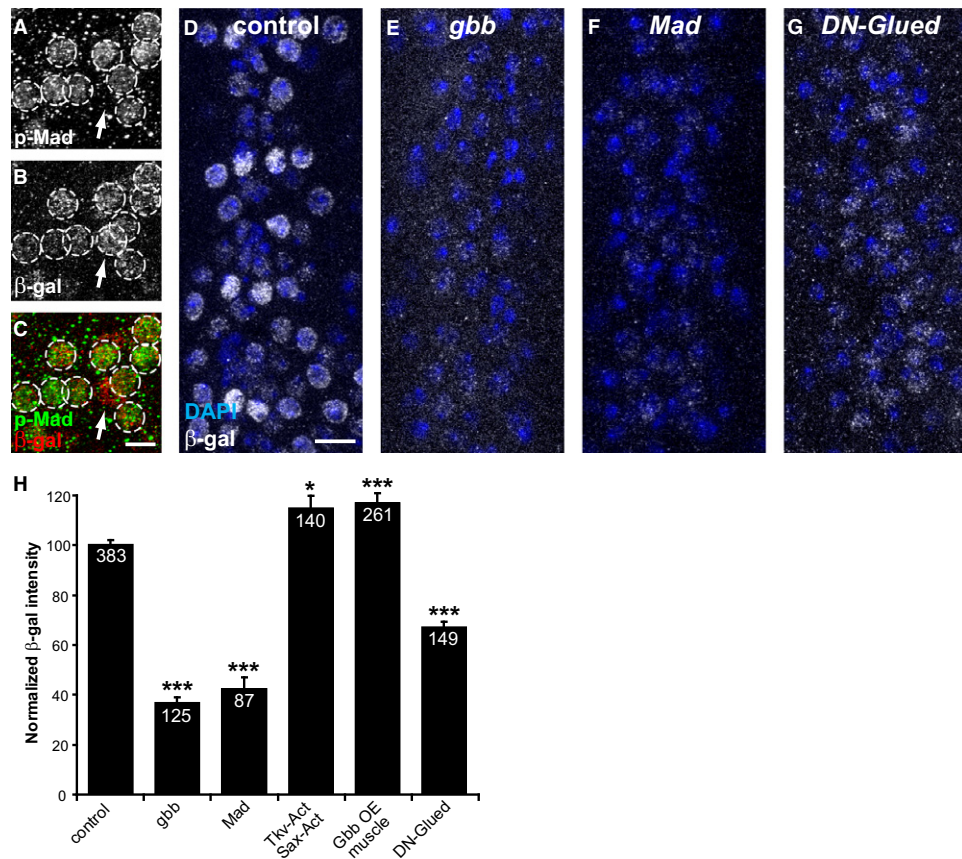 A
p-Mad
B
β-gal
C
p-Mad
β-gal
D control
DAPI
β-gal
E gbb
F Mad
G DN-Glued
H
Normalized β-gal intensity
120
100
80
60
40
20
0
383
***
125
***
87
*
140
***
261
***
149
control
gbb
Mad
Tkv-Act
Sax-Act
Gbb OE
muscle
DN-Glued